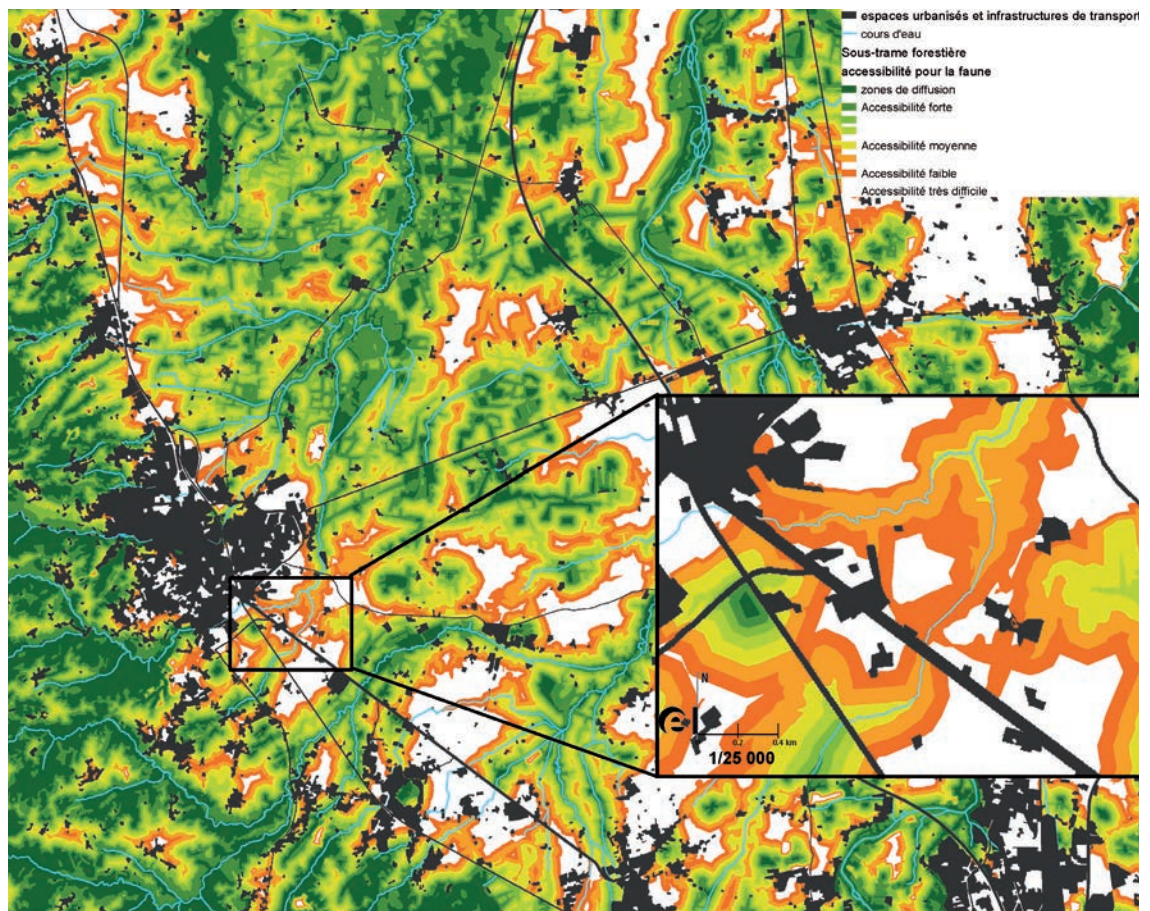 espaces urbanisés et infrastructures de transport
cours d'eau
Sous-trame forestière
accessibilité pour la faune
zones de diffusion
Accessibilité forte
Accessibilité moyenne
Accessibilité faible
Accessibilité très difficile
N
0.2 0.4 km
1/25 000